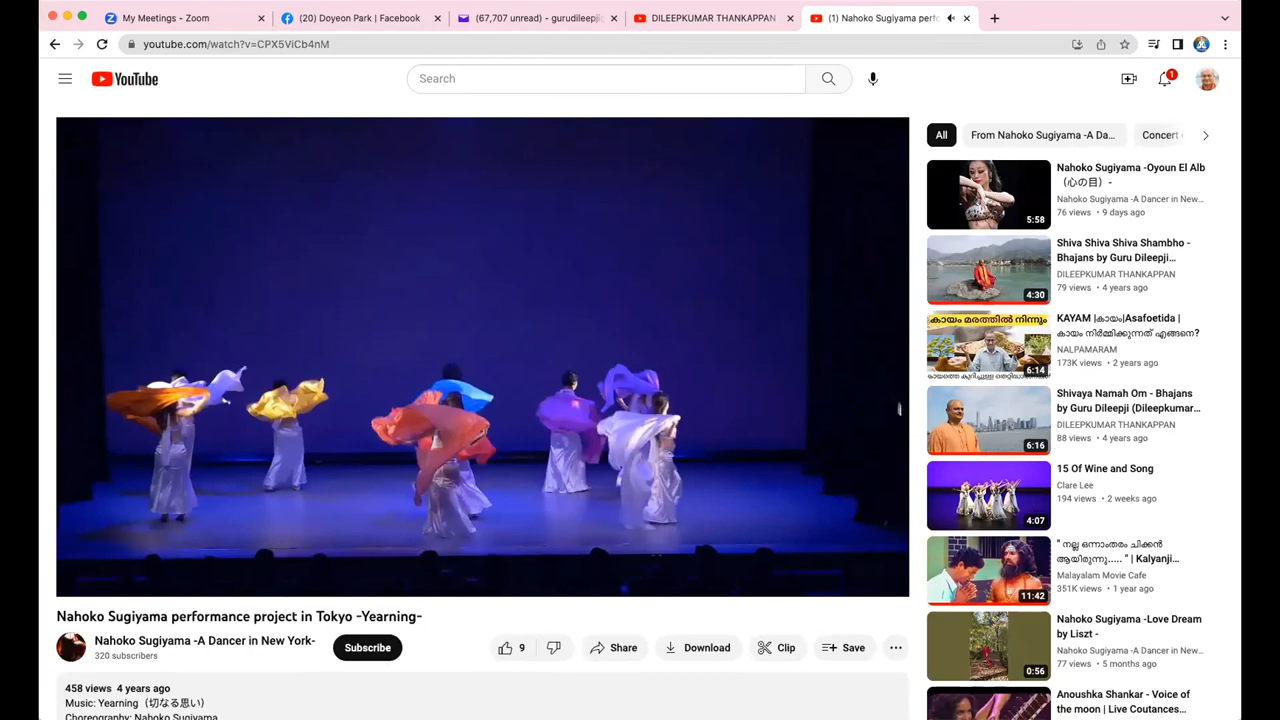 My Meetings - Zoom
(20) Doyeon Park | Facebook
(67,707 unread) - gurudileepji
DILEEPKUMAR THANKAPPAN
(1) Nahoko Sugiyama perfo
youtube.com/watch?v=CPX5ViCb4nM
YouTube
Search
1
All
From Nahoko Sugiyama -A Da...
Concert
Nahoko Sugiyama -Oyoun El Alb
（心の目）-
Nahoko Sugiyama -A Dancer in New...
76 views • 9 days ago
5:58
Shiva Shiva Shiva Shambho -
Bhajans by Guru Dileepji...
DILEEPKUMAR THANKAPPAN
79 views • 4 years ago
4:30
കായം മരത്തിൽ നിന്നും
KAYAM |കായം|Asafoetida |
കായം നിർമ്മിക്കുന്നത് എങ്ങനെ?
NALPAMARAM
173K views • 2 years ago
6:14
Shivaya Namah Om - Bhajans
by Guru Dileepji (Dileepkumar...
DILEEPKUMAR THANKAPPAN
88 views • 4 years ago
6:16
15 Of Wine and Song
Clare Lee
194 views • 2 weeks ago
4:07
" നല്ല ഒന്നാംതരം ചിക്കൻ
ആയിരുന്നു..... " | Kalyanji...
Malayalam Movie Cafe
351K views • 1 year ago
11:42
Nahoko Sugiyama -Love Dream
by Liszt -
Nahoko Sugiyama -A Dancer in New...
77 views • 5 months ago
0:56
Anoushka Shankar - Voice of
the moon | Live Coutances...
Nahoko Sugiyama performance project in Tokyo -Yearning-
Nahoko Sugiyama -A Dancer in New York-
320 subscribers
Subscribe
9
Share
Download
Clip
Save
458 views 4 years ago
Music: Yearning（切なる思い）
Choreography: Nahoko Sugiyama